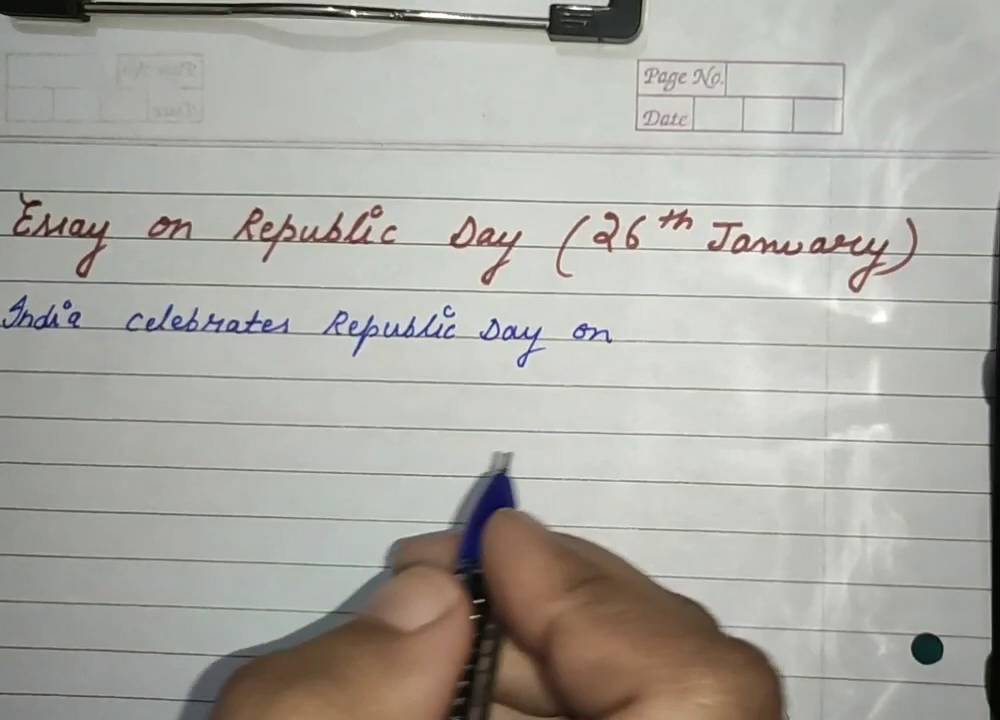 Page No.
Date
Essay on Republic Day (26th January)
India celebrates Republic Day on